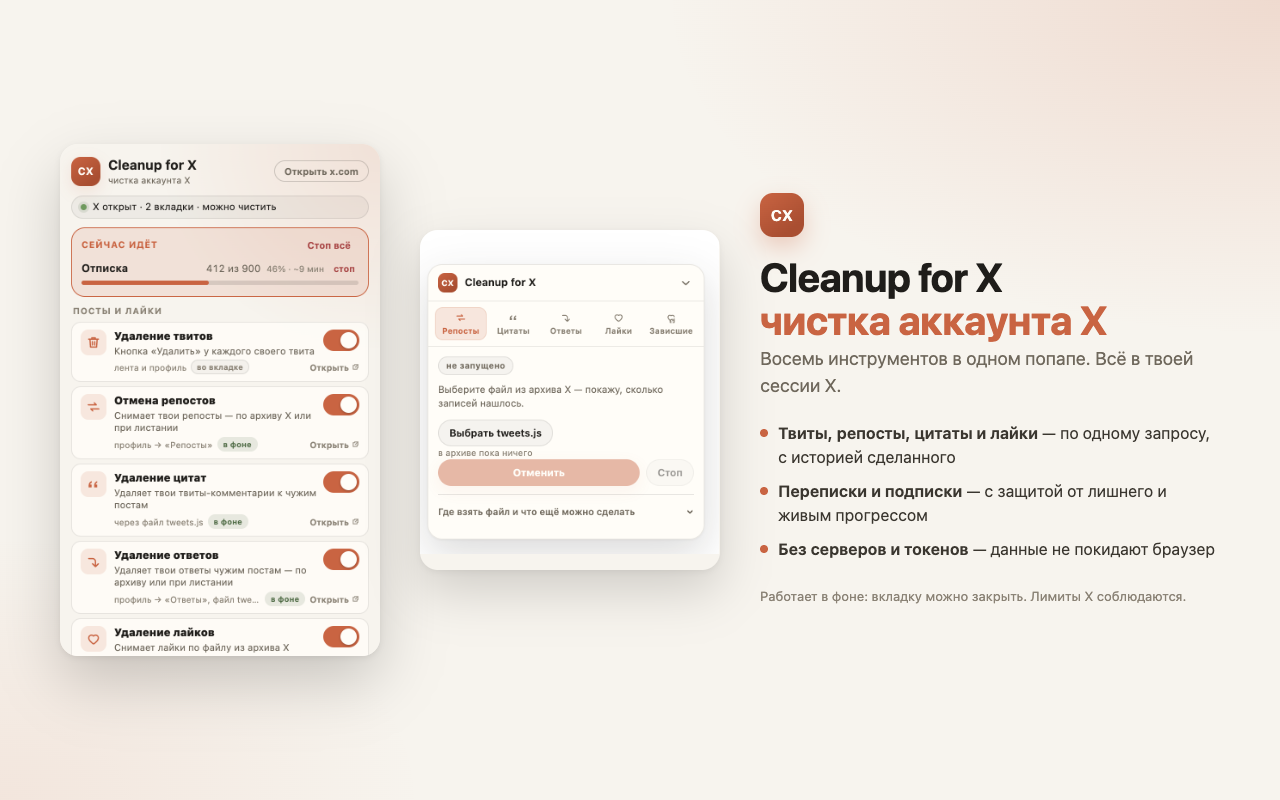 CX
Cleanup for X
чистка аккаунта X
Открыть x.com
X открыт · 2 вкладки · можно чистить
СЕЙЧАС ИДЁТ
Стоп всё
Отписка
412 из 900 46% · ~9 мин стоп
ПОСТЫ И ЛАЙКИ
Удаление твитов
Кнопка «Удалить» у каждого своего твита
лента и профиль во вкладке Открыть
Отмена репостов
Снимает твои репосты — по архиву X или
при листании
профиль → «Репосты» в фоне Открыть
Удаление цитат
Удаляет твои твиты-комментарии к чужим
постам
через файл tweets.js в фоне Открыть
Удаление ответов
Удаляет твои ответы чужим постам — по
архиву или при листании
профиль → «Ответы», файл twe... в фоне Открыть
Удаление лайков
Снимает лайки по файлу из архива X
CX
Cleanup for X
Репосты Цитаты Ответы Лайки Зависшие
не запущено
Выберите файл из архива X — покажу, сколько
записей нашлось.
Выбрать tweets.js
в архиве пока ничего
Отменить
Стоп
Где взять файл и что ещё можно сделать
CX
Cleanup for X
чистка аккаунта X
Восемь инструментов в одном попапе. Всё в твоей
сессии X.
Твиты, репосты, цитаты и лайки — по одному запросу,
с историей сделанного
Переписки и подписки — с защитой от лишнего и
живым прогрессом
Без серверов и токенов — данные не покидают браузер
Работает в фоне: вкладку можно закрыть. Лимиты X соблюдаются.